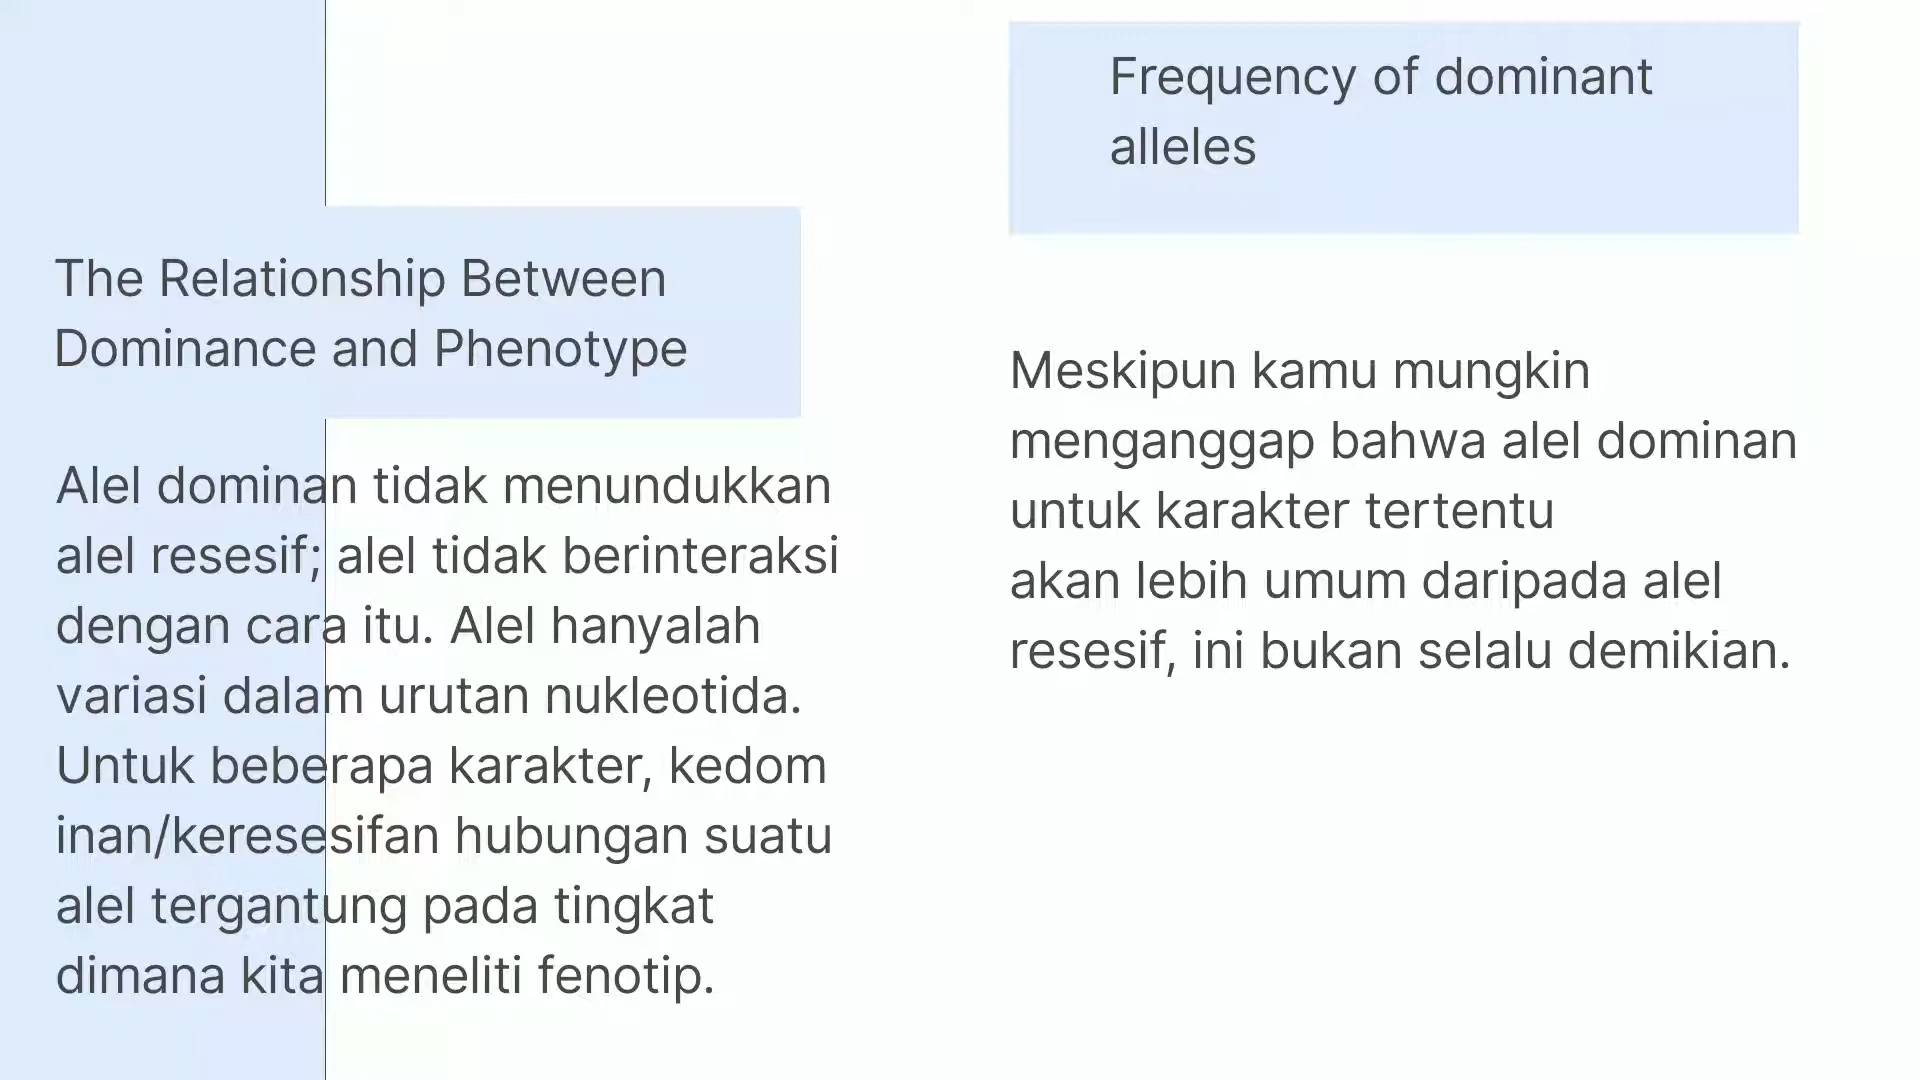 The Relationship Between
Dominance and Phenotype
Alel dominan tidak menundukkan
alel resesif; alel tidak berinteraksi
dengan cara itu. Alel hanyalah
variasi dalam urutan nukleotida.
Untuk beberapa karakter, kedom
inan/keresesifan hubungan suatu
alel tergantung pada tingkat
dimana kita meneliti fenotip.
Frequency of dominant
alleles
Meskipun kamu mungkin
menganggap bahwa alel dominan
untuk karakter tertentu
akan lebih umum daripada alel
resesif, ini bukan selalu demikian.